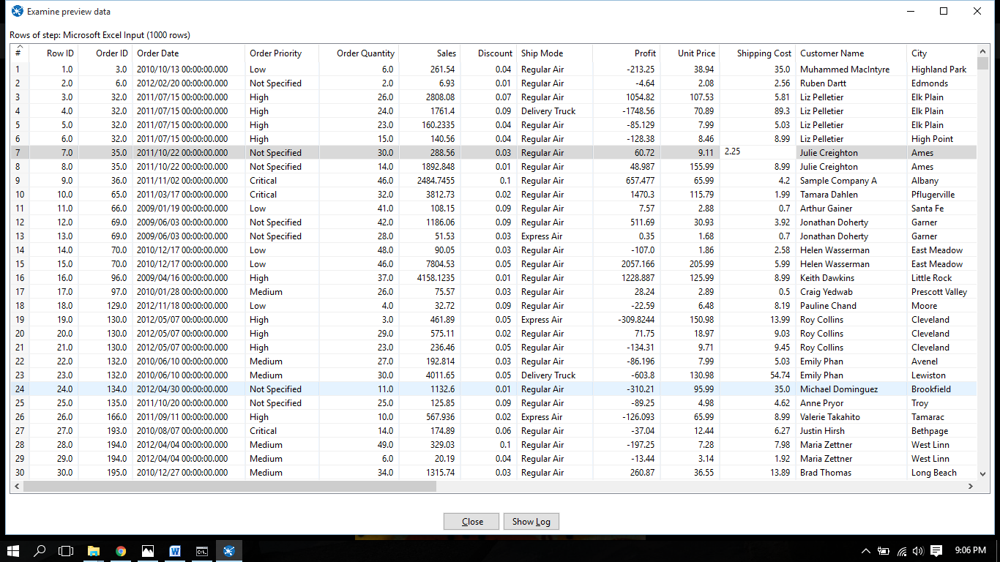 Examine preview data
Rows of step: Microsoft Excel Input (1000 rows)
# Row ID Order ID Order Date Order Priority Order Quantity Sales Discount Ship Mode Profit Unit Price Shipping Cost Customer Name City
1 1.0 3.0 2010/10/13 00:00:00.000 Low 6.0 261.54 0.04 Regular Air -213.25 38.94 35.0 Muhammed MacIntyre Highland Park
2 2.0 6.0 2012/02/20 00:00:00.000 Not Specified 2.0 6.93 0.01 Regular Air -4.64 2.08 2.56 Ruben Dartt Edmonds
3 3.0 32.0 2011/07/15 00:00:00.000 High 26.0 2808.08 0.07 Regular Air 1054.82 107.53 5.81 Liz Pelletier Elk Plain
4 4.0 32.0 2011/07/15 00:00:00.000 High 24.0 1761.4 0.09 Delivery Truck -1748.56 70.89 89.3 Liz Pelletier Elk Plain
5 5.0 32.0 2011/07/15 00:00:00.000 High 23.0 160.2335 0.04 Regular Air -85.129 7.99 5.03 Liz Pelletier Elk Plain
6 6.0 32.0 2011/07/15 00:00:00.000 High 15.0 140.56 0.04 Regular Air -128.38 8.46 8.99 Liz Pelletier High Point
7 7.0 35.0 2011/10/22 00:00:00.000 Not Specified 30.0 288.56 0.03 Regular Air 60.72 9.11 2.25 Julie Creighton Ames
8 8.0 35.0 2011/10/22 00:00:00.000 Not Specified 14.0 1892.848 0.01 Regular Air 48.987 155.99 8.99 Julie Creighton Ames
9 9.0 36.0 2011/11/02 00:00:00.000 Critical 46.0 2484.7455 0.1 Regular Air 657.477 65.99 4.2 Sample Company A Albany
10 10.0 65.0 2011/03/17 00:00:00.000 Critical 32.0 3812.73 0.02 Regular Air 1470.3 115.79 1.99 Tamara Dahlen Pflugerville
11 11.0 66.0 2009/01/19 00:00:00.000 Low 41.0 108.15 0.09 Regular Air 7.57 2.88 0.7 Arthur Gainer Santa Fe
12 12.0 69.0 2009/06/03 00:00:00.000 Not Specified 42.0 1186.06 0.09 Regular Air 511.69 30.93 3.92 Jonathan Doherty Garner
13 13.0 69.0 2009/06/03 00:00:00.000 Not Specified 28.0 51.53 0.03 Express Air 0.35 1.68 0.7 Jonathan Doherty Garner
14 14.0 70.0 2010/12/17 00:00:00.000 Low 48.0 90.05 0.03 Regular Air -107.0 1.86 2.58 Helen Wasserman East Meadow
15 15.0 70.0 2010/12/17 00:00:00.000 Low 46.0 7804.53 0.05 Regular Air 2057.166 205.99 5.99 Helen Wasserman East Meadow
16 16.0 96.0 2009/04/16 00:00:00.000 High 37.0 4158.1235 0.01 Regular Air 1228.887 125.99 8.99 Keith Dawkins Little Rock
17 17.0 97.0 2010/01/28 00:00:00.000 Medium 26.0 75.57 0.03 Regular Air 28.24 2.89 0.5 Craig Yedwab Prescott Valley
18 18.0 129.0 2012/11/18 00:00:00.000 Low 4.0 32.72 0.09 Regular Air -22.59 6.48 8.19 Pauline Chand Moore
19 19.0 130.0 2012/05/07 00:00:00.000 High 3.0 461.89 0.05 Express Air -309.8244 150.98 13.99 Roy Collins Cleveland
20 20.0 130.0 2012/05/07 00:00:00.000 High 29.0 575.11 0.02 Regular Air 71.75 18.97 9.03 Roy Collins Cleveland
21 21.0 130.0 2012/05/07 00:00:00.000 High 23.0 236.46 0.05 Regular Air -134.31 9.71 9.45 Roy Collins Cleveland
22 22.0 132.0 2010/06/10 00:00:00.000 Medium 27.0 192.814 0.03 Regular Air -86.196 7.99 5.03 Emily Phan Avenel
23 23.0 132.0 2010/06/10 00:00:00.000 Medium 30.0 4011.65 0.05 Delivery Truck -603.8 130.98 54.74 Emily Phan Lewiston
24 24.0 134.0 2012/04/30 00:00:00.000 Not Specified 11.0 1132.6 0.01 Regular Air -310.21 95.99 35.0 Michael Dominguez Brookfield
25 25.0 135.0 2011/10/20 00:00:00.000 Not Specified 25.0 125.85 0.09 Regular Air -89.25 4.98 4.62 Anne Pryor Troy
26 26.0 166.0 2011/09/11 00:00:00.000 High 10.0 567.936 0.02 Express Air -126.093 65.99 8.99 Valerie Takahito Tamarac
27 27.0 193.0 2010/08/07 00:00:00.000 Critical 14.0 174.89 0.06 Regular Air -37.04 12.44 6.27 Justin Hirsh Bethpage
28 28.0 194.0 2012/04/04 00:00:00.000 Medium 49.0 329.03 0.1 Regular Air -197.25 7.28 7.98 Maria Zettner West Linn
29 29.0 194.0 2012/04/04 00:00:00.000 Medium 6.0 20.19 0.04 Regular Air -13.44 3.14 1.92 Maria Zettner West Linn
30 30.0 195.0 2010/12/27 00:00:00.000 Medium 34.0 1315.74 0.03 Regular Air 260.87 36.55 13.89 Brad Thomas Long Beach
Close Show Log
9:06 PM